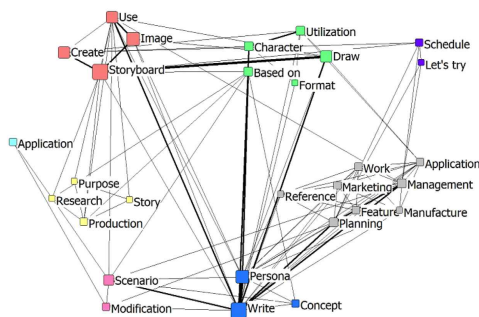 Use
Utilization
Image
Character
Schedule
Create
Draw
Let's try
Storyboard
Based on
Format
Application
Work
Application
Purpose
Marketing
Management
Research
Story
Reference
Feature
Manufacture
Production
Planning
Scenario
Persona
Modification
Write
Concept